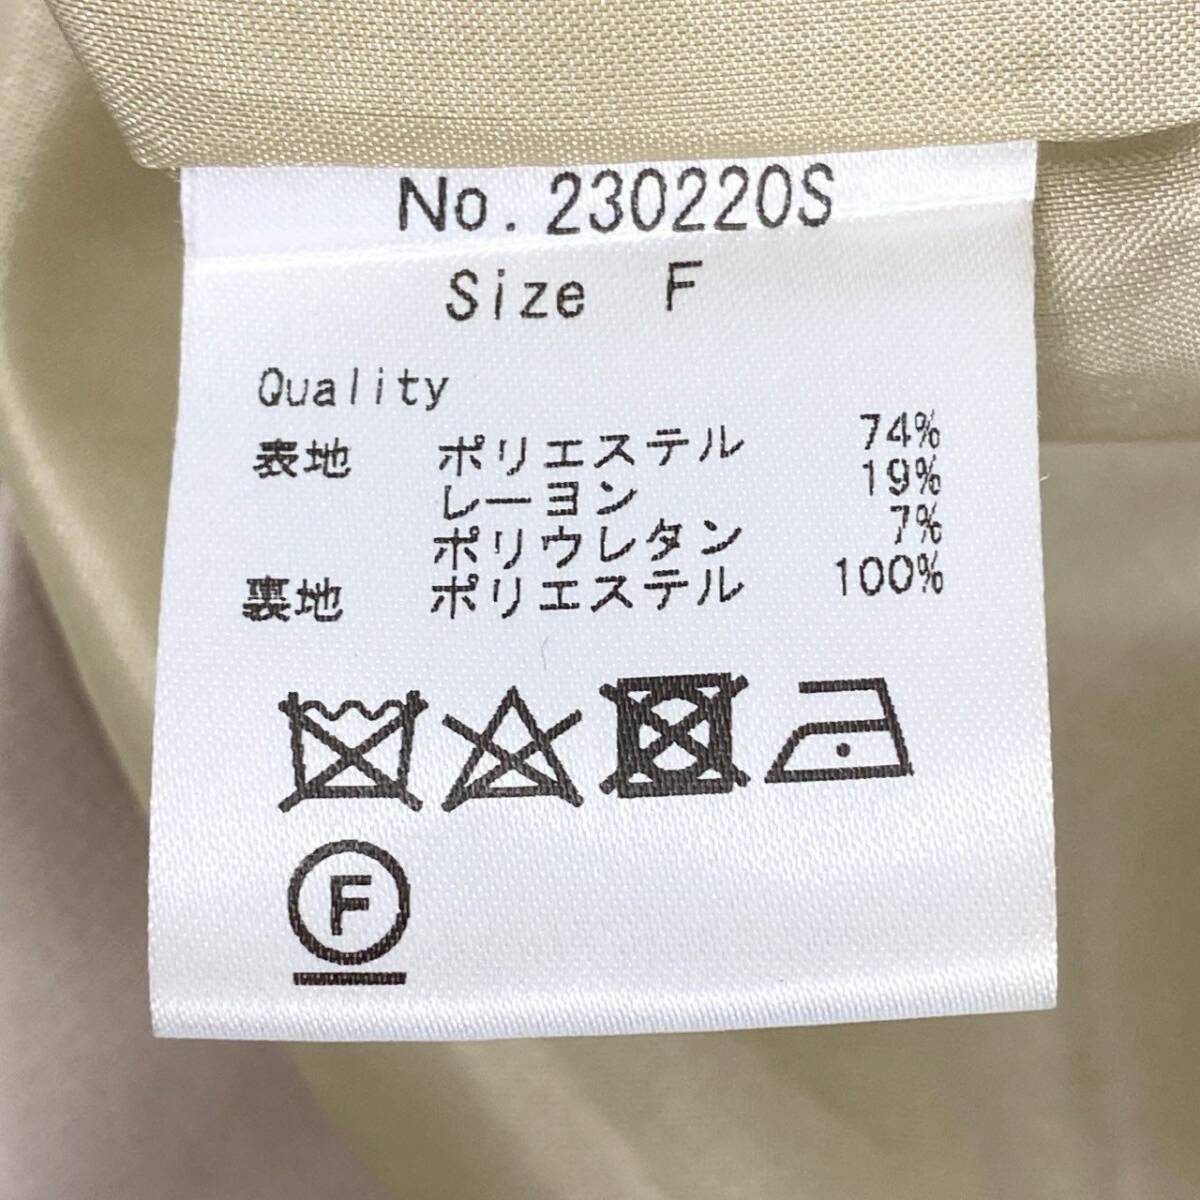 No. 230220S
Size F
Quality
表地 ポリエステル 74%
レーヨン 19%
ポリウレタン 7%
裏地 ポリエステル 100%
F